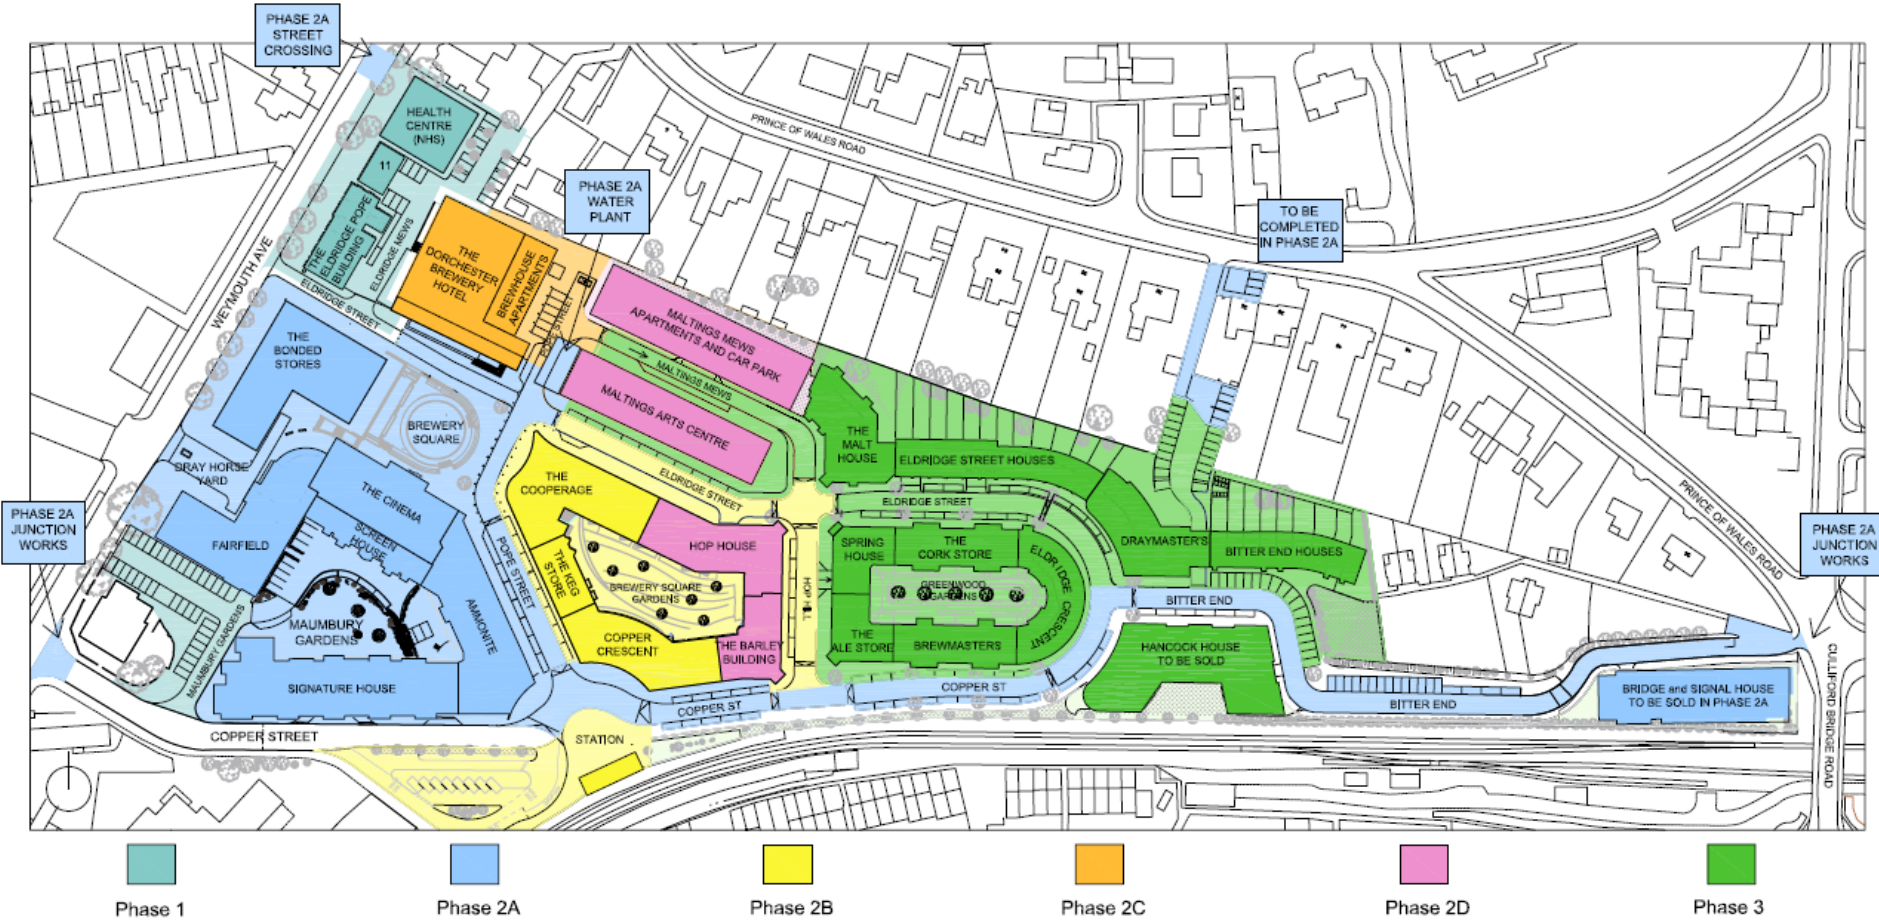 PHASE 2A
STREET
CROSSING
HEALTH
CENTRE
(NHS)
11
THE
ELDRIDGE POPE
BUILDING
ELDRIDGE MEWS
WEYMOUTH AVE
ELDRIDGE STREET
THE
DORCHESTER
BREWERY
HOTEL
BREWHOUSE
APARTMENTS
POPE STREET
PHASE 2A
WATER
PLANT
PRINCE OF WALES ROAD
TO BE
COMPLETED
IN PHASE 2A
MALTINGS MEWS
APARTMENTS AND CAR PARK
MALTINGS MEWS
MALTINGS ARTS CENTRE
THE
BONDED
STORES
BREWERY
SQUARE
DRAY HORSE
YARD
THE CINEMA
SCREEN
HOUSE
FAIRFIELD
PHASE 2A
JUNCTION
WORKS
THE
COOPERAGE
ELDRIDGE STREET
THE
MALT
HOUSE
ELDRIDGE STREET HOUSES
ELDRIDGE STREET
PRINCE OF WALES ROAD
PHASE 2A
JUNCTION
WORKS
POPE STREET
THE KEG
STORE
HOP HOUSE
BREWERY SQUARE
GARDENS
HOP HILL
SPRING
HOUSE
THE
CORK STORE
GREENWOOD
GARDENS
ELDRIDGE CRESCENT
DRAYMASTER'S
BITTER END HOUSES
BITTER END
MAUMBURY
GARDENS
MAUMBURY GARDENS
AMMONITE
COPPER
CRESCENT
THE BARLEY
BUILDING
THE
ALE STORE
BREWMASTERS
HANCOCK HOUSE
TO BE SOLD
SIGNATURE HOUSE
COPPER ST
COPPER ST
BITTER END
BRIDGE and SIGNAL HOUSE
TO BE SOLD IN PHASE 2A
CULLIFORD BRIDGE ROAD
COPPER STREET
STATION
Phase 1
Phase 2A
Phase 2B
Phase 2C
Phase 2D
Phase 3